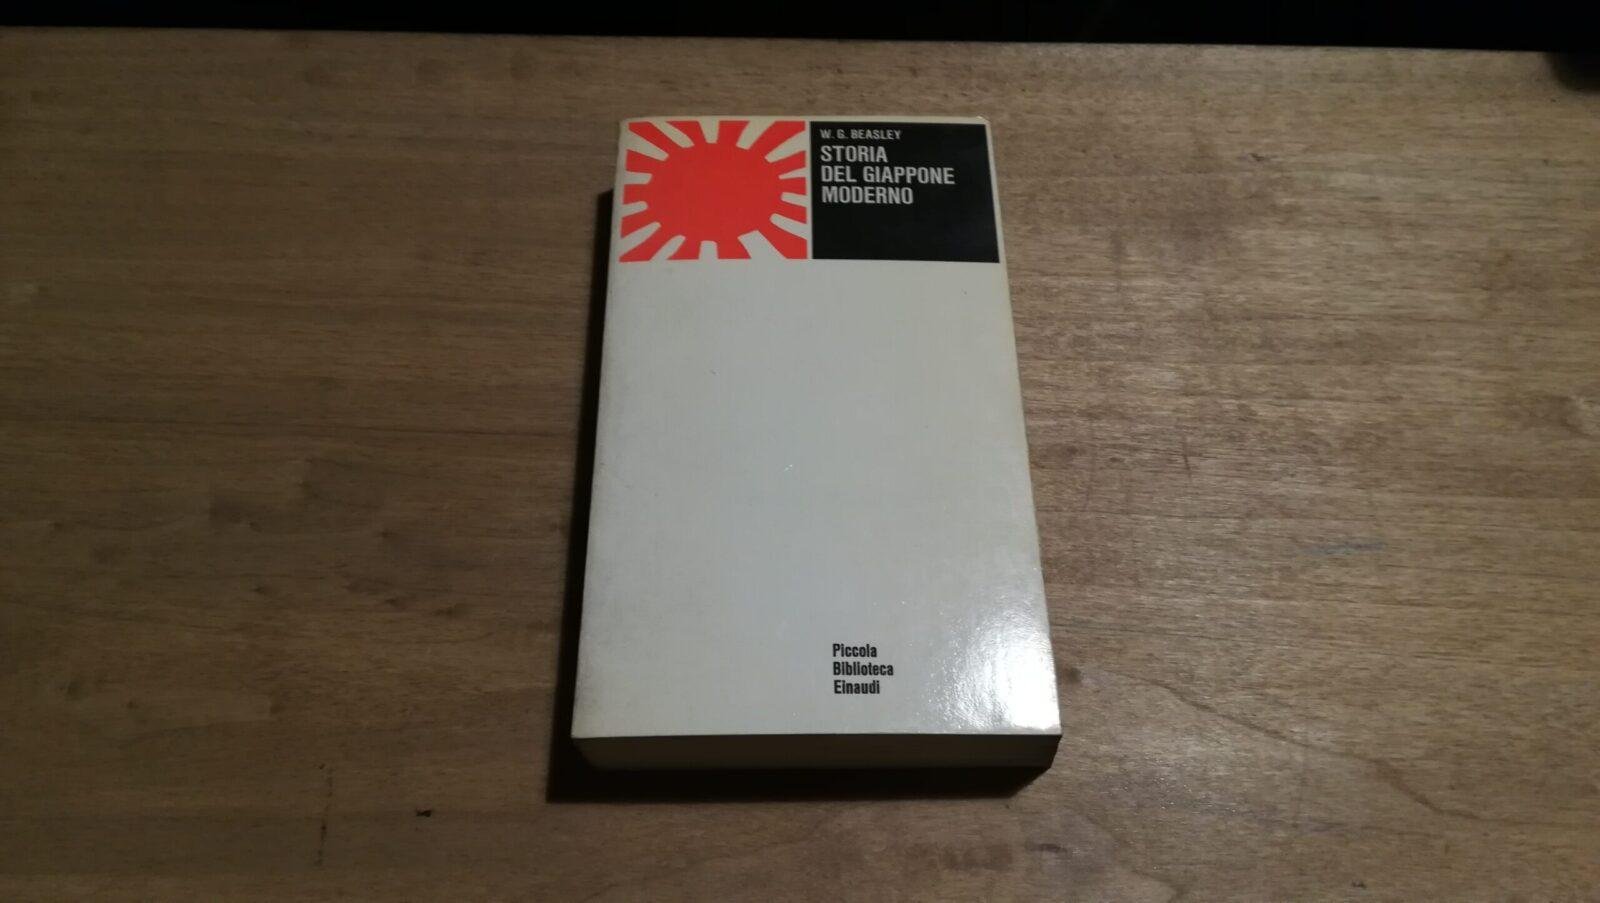 W. G. BEASLEY
STORIA
DEL GIAPPONE
MODERNO
Piccola
Biblioteca
Einaudi